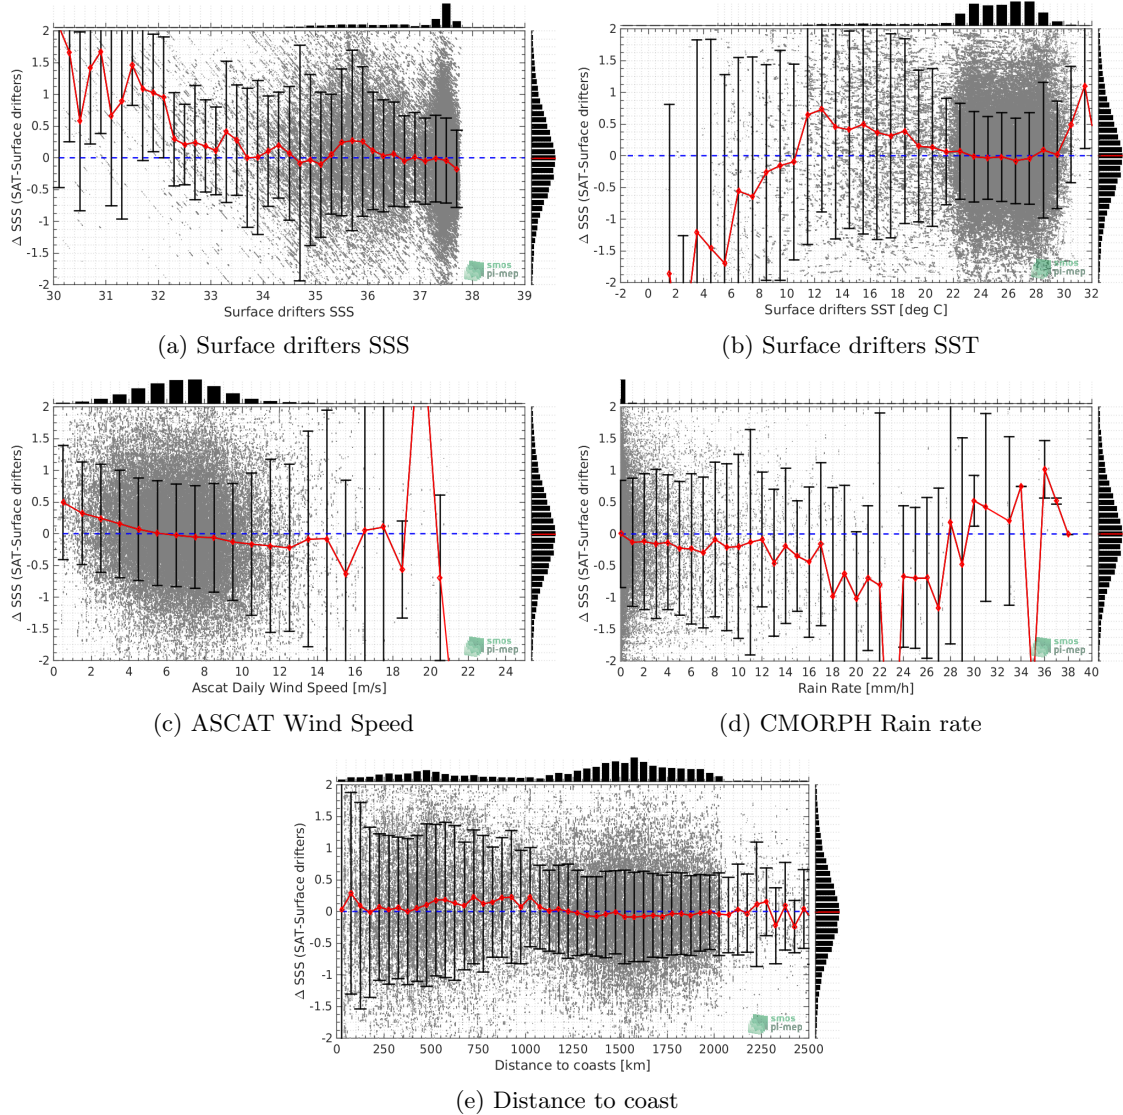 Δ SSS (SAT-Surface drifters)
2
1.5
1
0.5
0
-0.5
-1
-1.5
-2
smos
pi-mep
30 31 32 33 34 35 36 37 38 39
Surface drifters SSS
(a) Surface drifters SSS
Δ SSS (SAT-Surface drifters)
2
1.5
1
0.5
0
-0.5
-1
-1.5
-2
smos
pi-mep
-2 0 2 4 6 8 10 12 14 16 18 20 22 24 26 28 30 32
Surface drifters SST [deg C]
(b) Surface drifters SST
Δ SSS (SAT-Surface drifters)
2
1.5
1
0.5
0
-0.5
-1
-1.5
-2
smos
pi-mep
0 2 4 6 8 10 12 14 16 18 20 22 24
Ascat Daily Wind Speed [m/s]
(c) ASCAT Wind Speed
Δ SSS (SAT-Surface drifters)
2
1.5
1
0.5
0
-0.5
-1
-1.5
-2
smos
pi-mep
0 2 4 6 8 10 12 14 16 18 20 22 24 26 28 30 32 34 36 38 40
Rain Rate [mm/h]
(d) CMORPH Rain rate
Δ SSS (SAT-Surface drifters)
2
1.5
1
0.5
0
-0.5
-1
-1.5
-2
smos
pi-mep
0 250 500 750 1000 1250 1500 1750 2000 2250 2500
Distance to coasts [km]
(e) Distance to coast